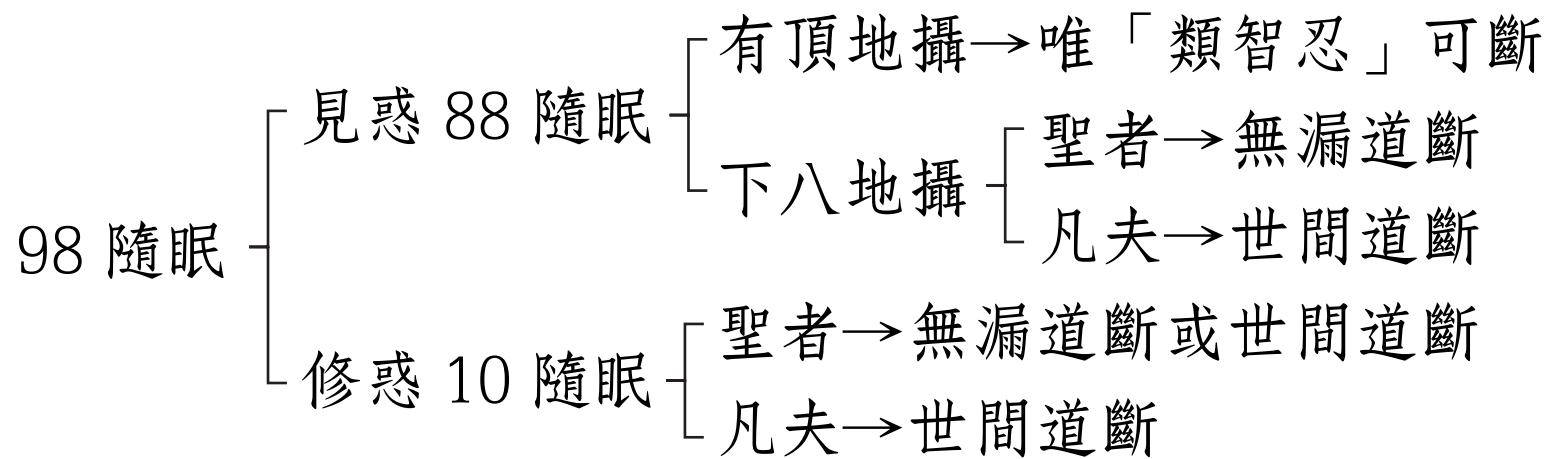 有頂地攝→唯「類智忍」可斷
見惑 88 隨眠
聖者→無漏道斷
下八地攝
凡夫→世間道斷
98 隨眠
聖者→無漏道斷或世間道斷
修惑 10 隨眠
凡夫→世間道斷